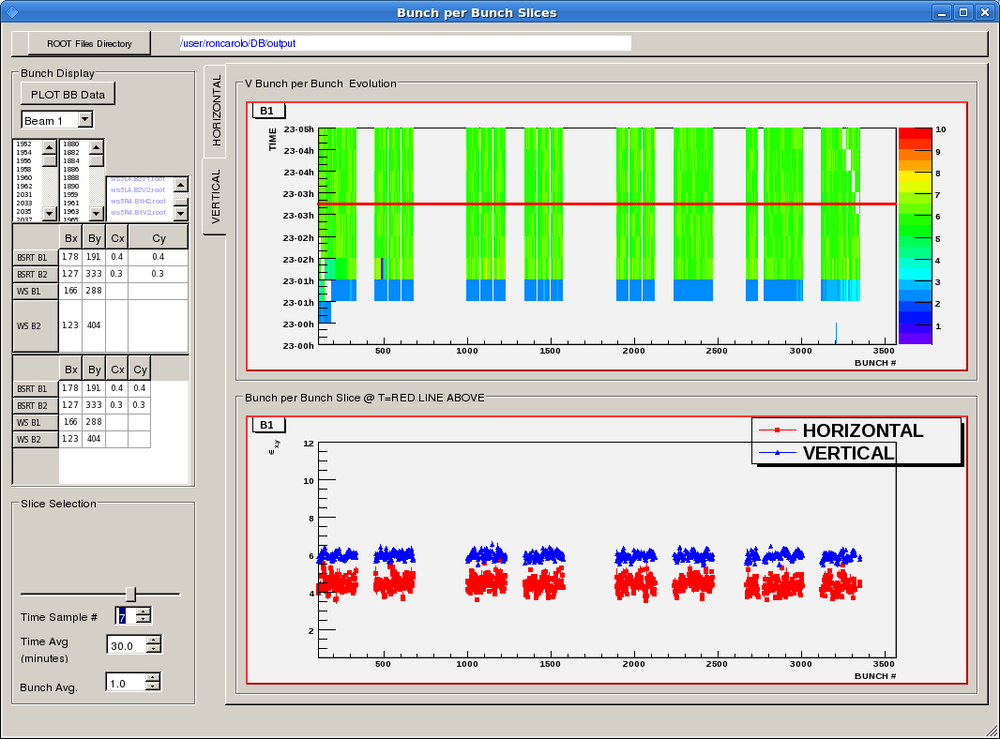 Bunch per Bunch Slices
ROOT Files Directory
/user/roncarolo/DB/output
Bunch Display
PLOT BB Data
Beam 1
1952 1880
1954 1882
1956 1884
1958 1886
1960 1888
1962 1890
2031 1959
2033 1961
2035 1963
2037 1965
ws5L4.B2V1.root
ws5L4.B2V2.root
ws5R4.B1H2.root
ws5R4.B1V2.root
Bx By Cx Cy
BSRT B1 178 191 0.4 0.4
BSRT B2 127 333 0.3 0.3
WS B1 166 288
WS B2 123 404
Bx By Cx Cy
BSRT B1 178 191 0.4 0.4
BSRT B2 127 333 0.3 0.3
WS B1 166 288
WS B2 123 404
Slice Selection
Time Sample # 7
Time Avg
(minutes)
30.0
Bunch Avg. 1.0
HORIZONTAL
VERTICAL
V Bunch per Bunch Evolution
B1
TIME
23-05h
23-04h
23-04h
23-03h
23-03h
23-02h
23-02h
23-01h
23-01h
23-00h
23-00h
500 1000 1500 2000 2500 3000 3500
BUNCH #
10
9
8
7
6
5
4
3
2
1
Bunch per Bunch Slice @ T=RED LINE ABOVE
B1
HORIZONTAL
VERTICAL
ε x,y
12
10
8
6
4
2
500 1000 1500 2000 2500 3000 3500
BUNCH #